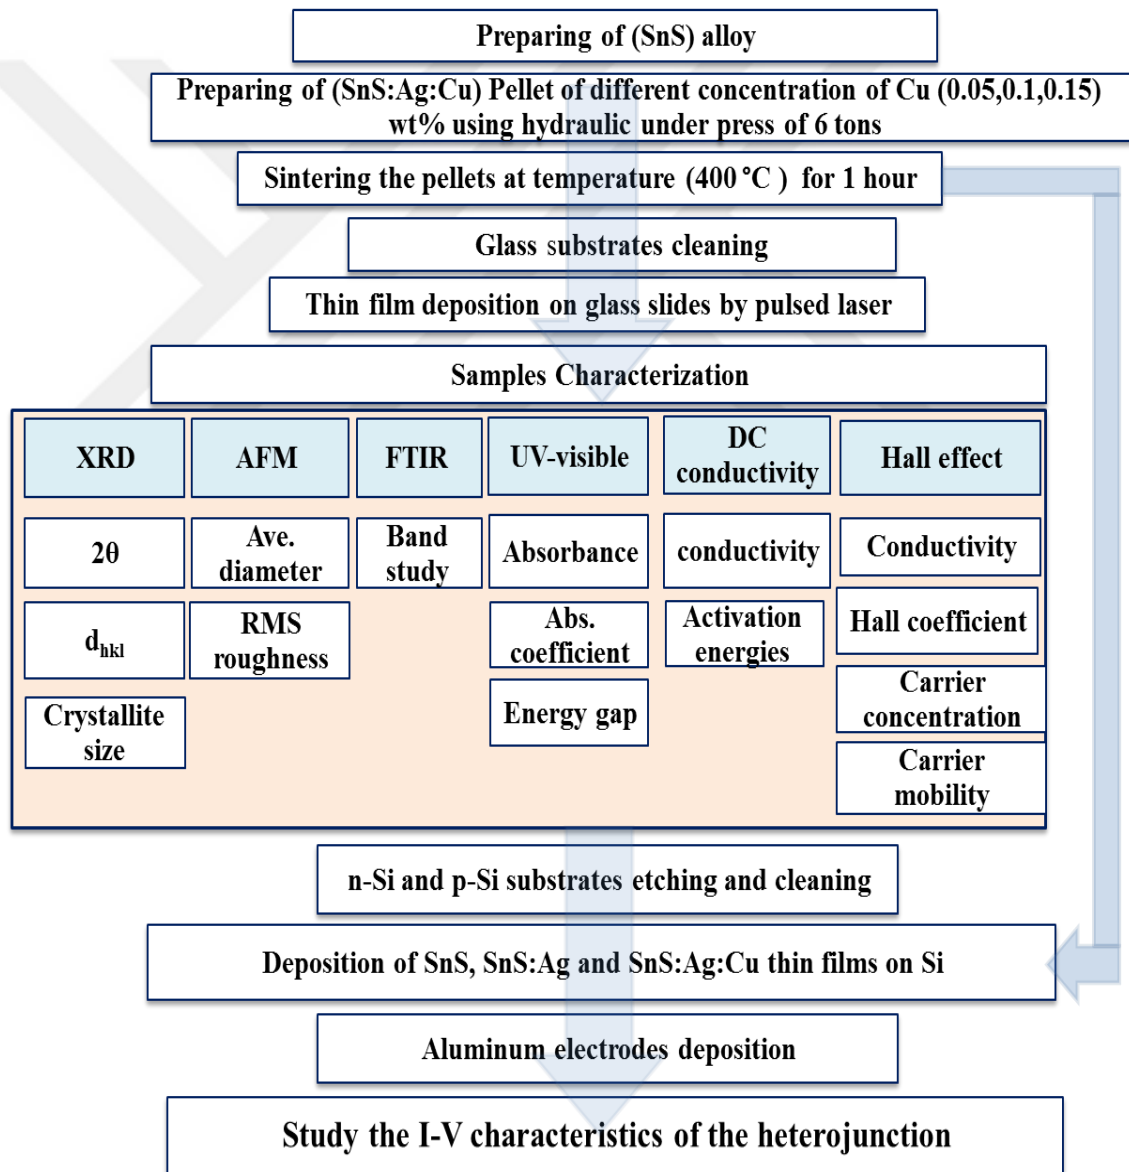 Preparing of (SnS) alloy
Preparing of (SnS:Ag:Cu) Pellet of different concentration of Cu (0.05,0.1,0.15)
wt% using hydraulic under press of 6 tons
Sintering the pellets at temperature (400 °C ) for 1 hour
Glass substrates cleaning
Thin film deposition on glass slides by pulsed laser
Samples Characterization
XRD
AFM
FTIR
UV-visible
DC
conductivity
Hall effect
2θ
d_hkl
Crystallite
size
Ave.
diameter
RMS
roughness
Band
study
Absorbance
Abs.
coefficient
Energy gap
conductivity
Activation
energies
Conductivity
Hall coefficient
Carrier
concentration
Carrier
mobility
n-Si and p-Si substrates etching and cleaning
Deposition of SnS, SnS:Ag and SnS:Ag:Cu thin films on Si
Aluminum electrodes deposition
Study the I-V characteristics of the heterojunction